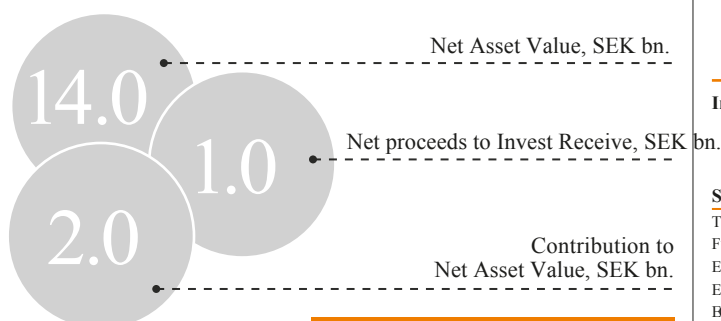 Net Asset Value, SEK bn.
14.0
Net proceeds to Invest Receive, SEK bn.
1.0
2.0
Contribution to
Net Asset Value, SEK bn.